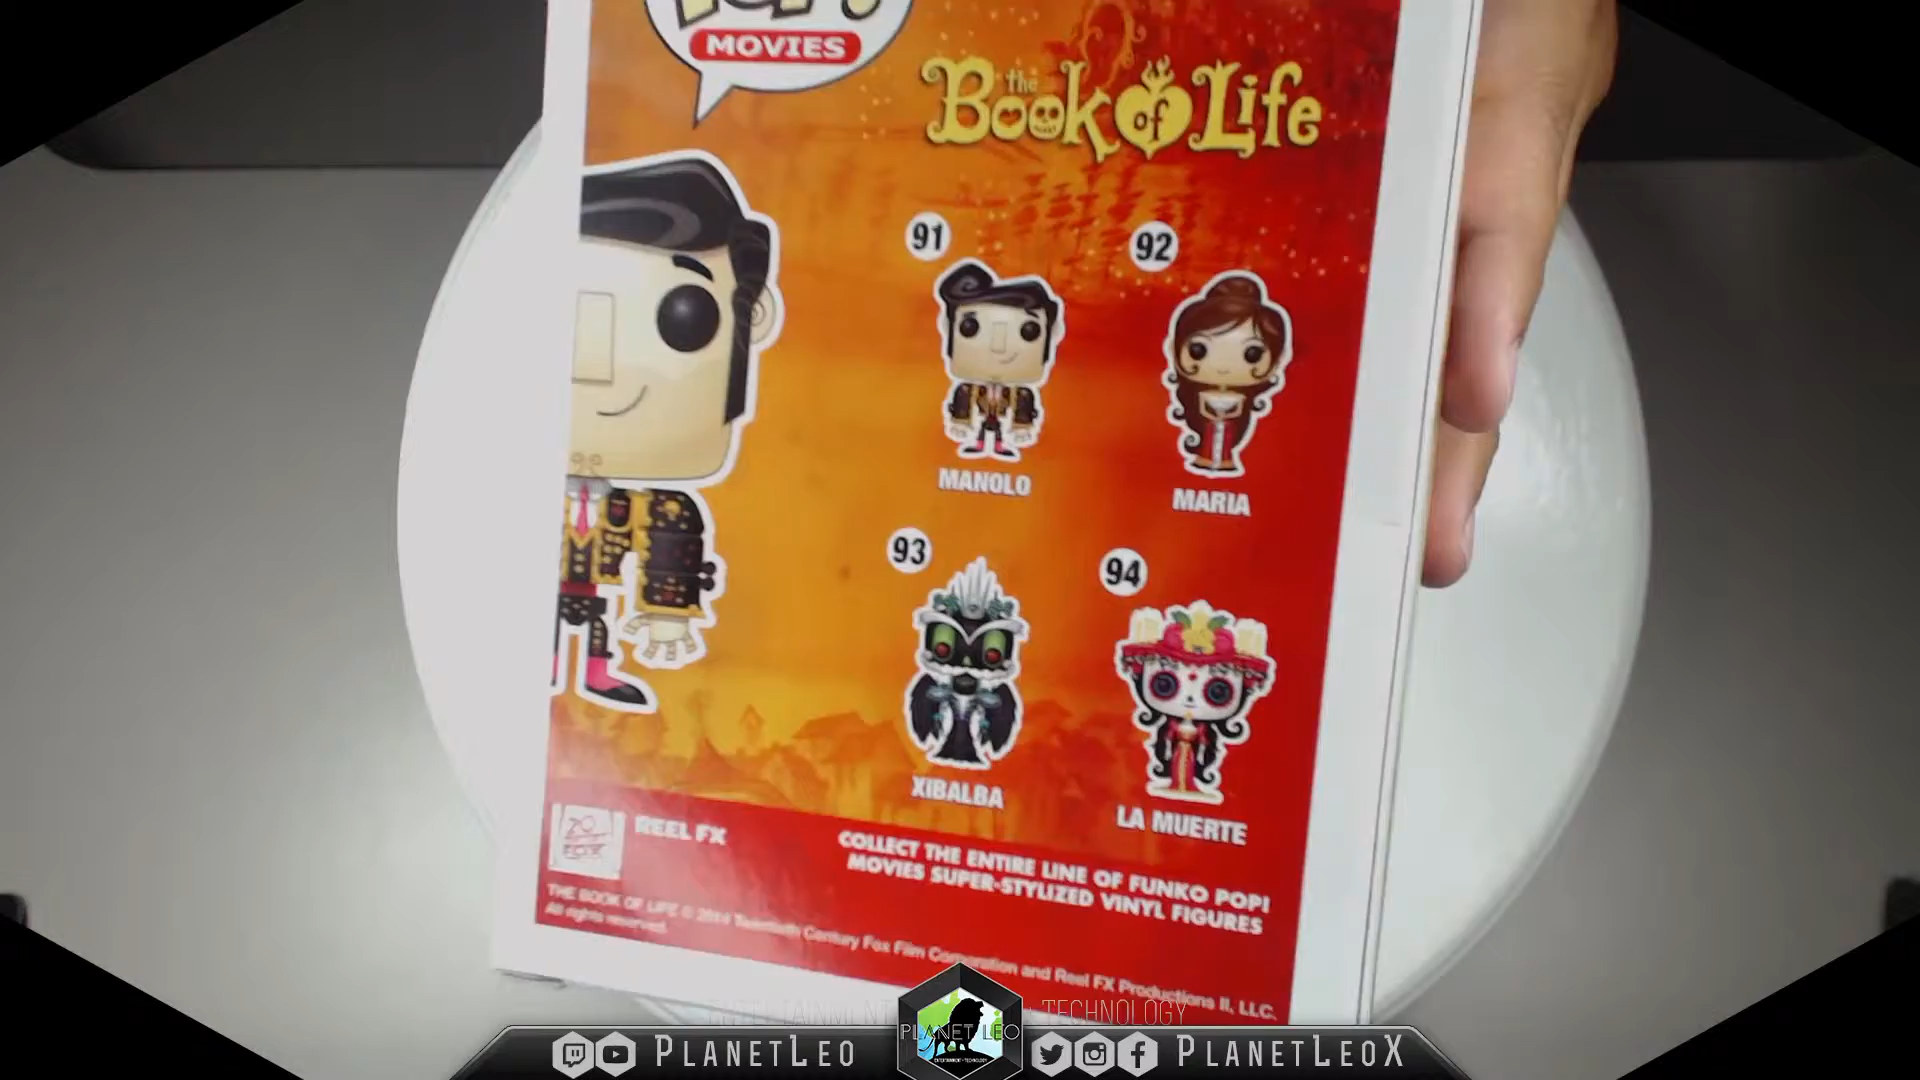 MOVIES
the
Book of Life
91
92
MANOLO
MARIA
93
94
XIBALBA
LA MUERTE
REEL FX
COLLECT THE ENTIRE LINE OF FUNKO POP!
MOVIES SUPER-STYLIZED VINYL FIGURES
THE BOOK OF LIFE © 2014 Twentieth Century Fox Film Corporation and Reel FX Productions II, LLC.
All rights reserved.
TECHNOLOGY
PLANET LEO
PLANETLEO
PLANETLEOX